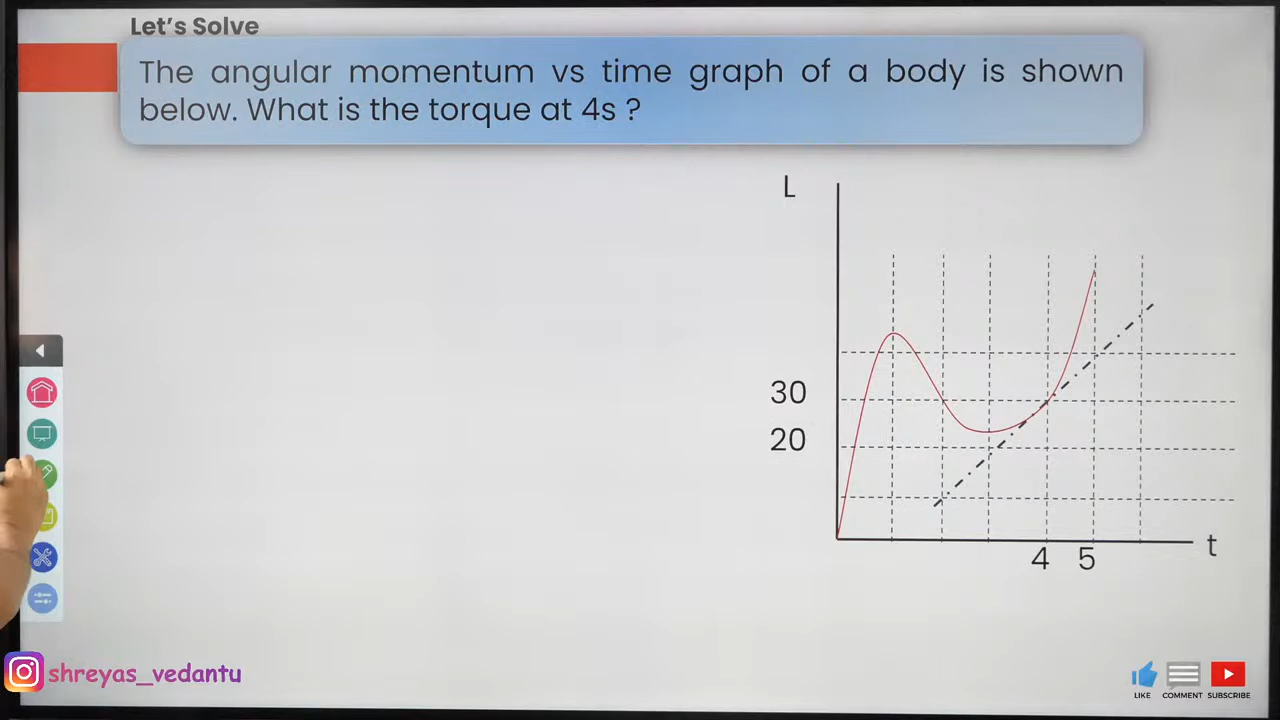 Let's Solve
The angular momentum vs time graph of a body is shown
below. What is the torque at 4s ?
L
30
20
4 5
t
shreyas_vedantu
LIKE COMMENT SUBSCRIBE